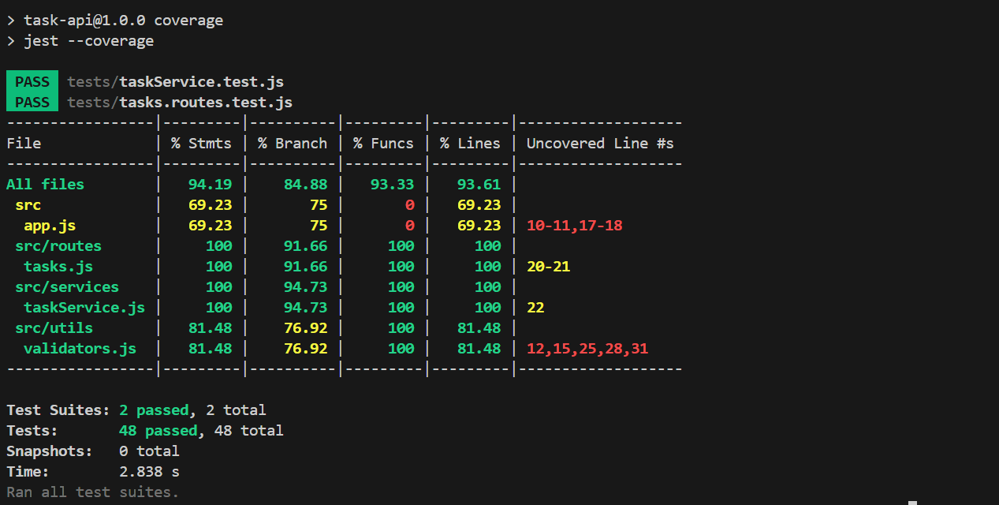 > task-api@1.0.0 coverage
> jest --coverage
PASS tests/taskService.test.js
PASS tests/tasks.routes.test.js
-----------------|---------|----------|---------|---------|-------------------
File             | % Stmts | % Branch | % Funcs | % Lines | Uncovered Line #s
-----------------|---------|----------|---------|---------|-------------------
All files        |   94.19 |    84.88 |   93.33 |   93.61 |
 src             |   69.23 |       75 |       0 |   69.23 |
  app.js         |   69.23 |       75 |       0 |   69.23 | 10-11,17-18
 src/routes      |     100 |    91.66 |     100 |     100 |
  tasks.js       |     100 |    91.66 |     100 |     100 | 20-21
 src/services    |     100 |    94.73 |     100 |     100 |
  taskService.js |     100 |    94.73 |     100 |     100 | 22
 src/utils       |   81.48 |    76.92 |     100 |   81.48 |
  validators.js  |   81.48 |    76.92 |     100 |   81.48 | 12,15,25,28,31
-----------------|---------|----------|---------|---------|-------------------
Test Suites: 2 passed, 2 total
Tests:       48 passed, 48 total
Snapshots:   0 total
Time:        2.838 s
Ran all test suites.